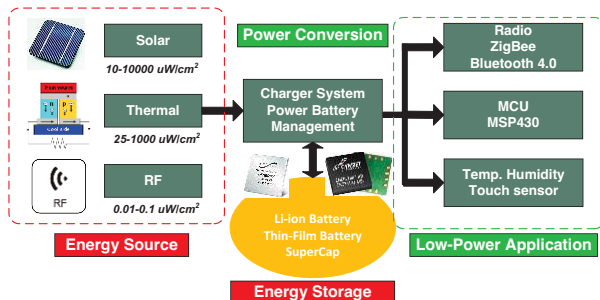 Solar
10-10000 uW/cm²
Thermal
25-1000 uW/cm²
RF
RF
0.01-0.1 uW/cm²
Energy Source
Power Conversion
Charger System
Power Battery
Management
Li-ion Battery
Thin-Film Battery
SuperCap
Energy Storage
Radio
ZigBee
Bluetooth 4.0
MCU
MSP430
Temp. Humidity
Touch sensor
Low-Power Application